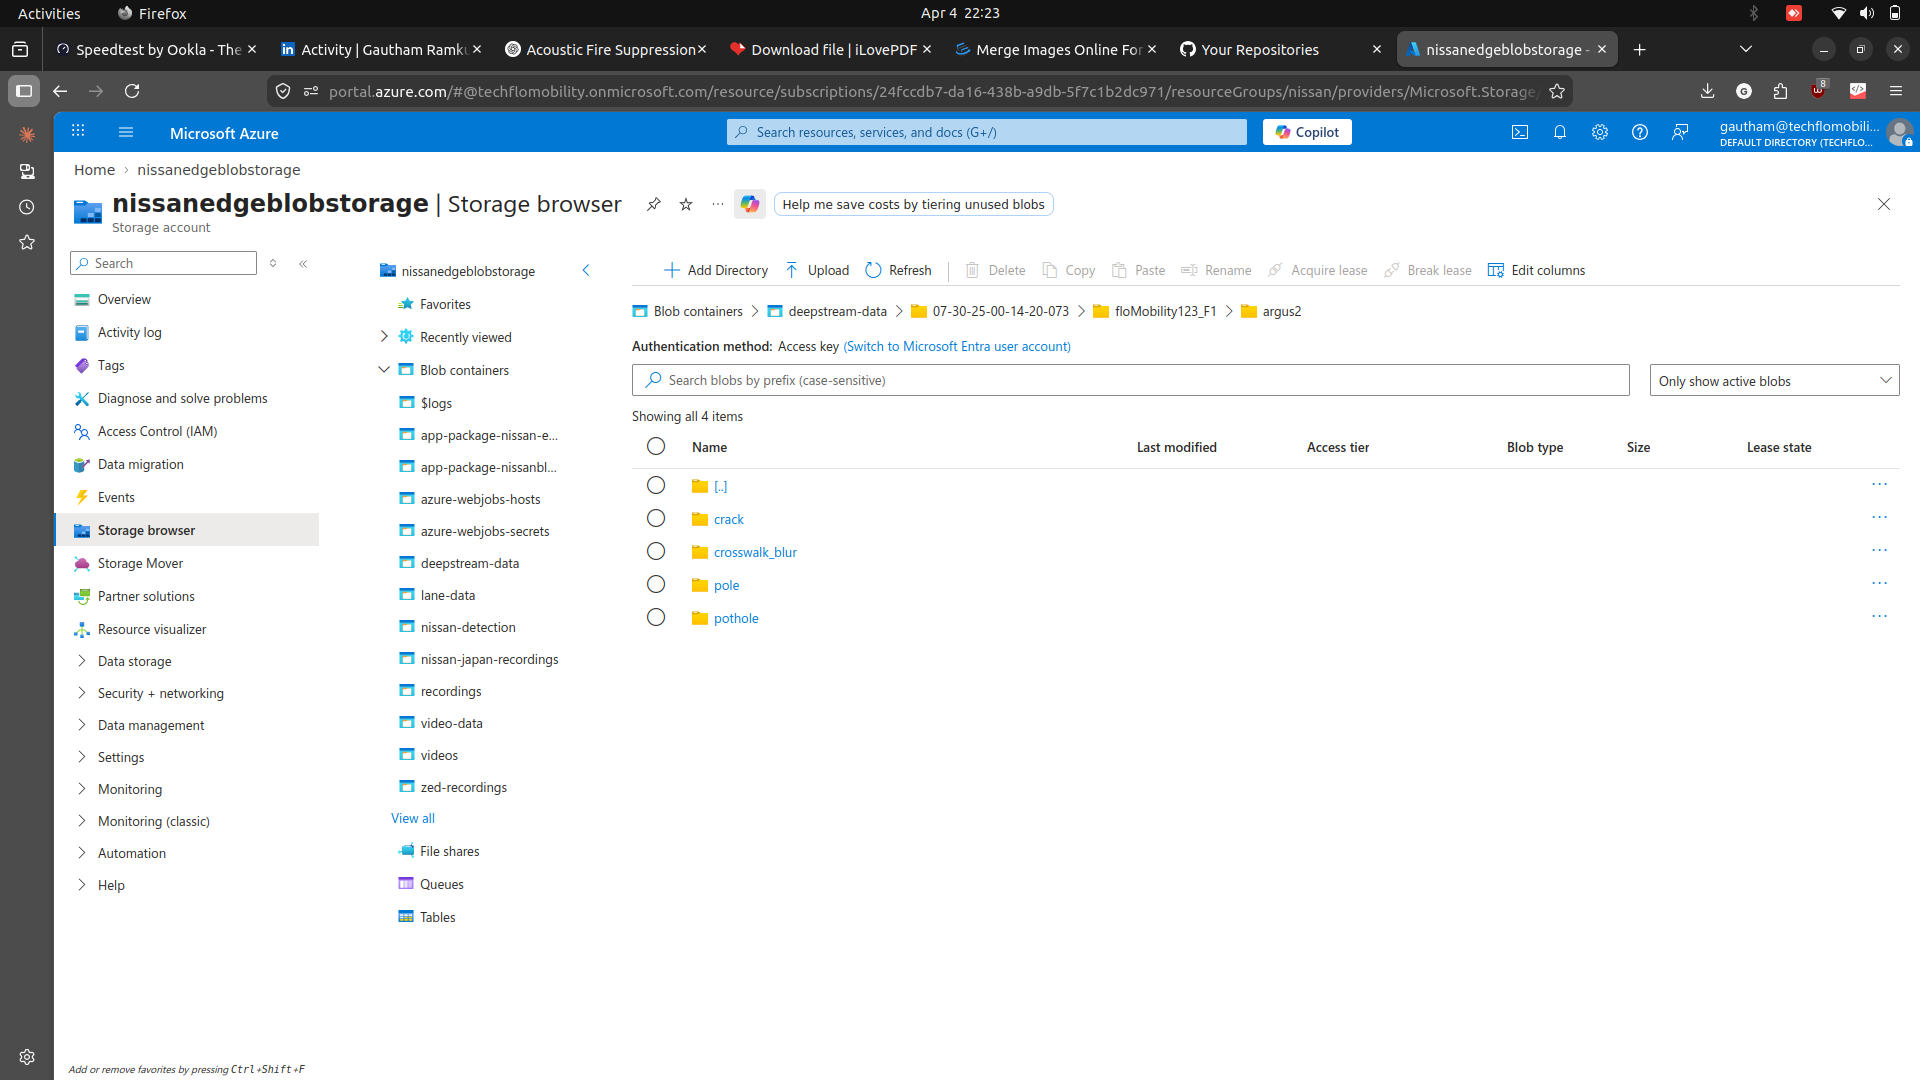 Activities
Firefox
Apr 4 22:23
Speedtest by Ookla - The
Activity | Gautham Ramku
Acoustic Fire Suppression
Download file | iLovePDF
Merge Images Online For
Your Repositories
nissanedgeblobstorage -
portal.azure.com/#@techflomobility.onmicrosoft.com/resource/subscriptions/24fccdb7-da16-438b-a9db-5f7c1b2dc971/resourceGroups/nissan/providers/Microsoft.Storage/
8
Microsoft Azure
Search resources, services, and docs (G+/)
Copilot
gautham@techflomobili...
DEFAULT DIRECTORY (TECHFLO...
Home > nissanedgeblobstorage
nissanedgeblobstorage | Storage browser
Storage account
Help me save costs by tiering unused blobs
Search
Overview
Activity log
Tags
Diagnose and solve problems
Access Control (IAM)
Data migration
Events
Storage browser
Storage Mover
Partner solutions
Resource visualizer
Data storage
Security + networking
Data management
Settings
Monitoring
Monitoring (classic)
Automation
Help
Add or remove favorites by pressing Ctrl+Shift+F
nissanedgeblobstorage
Favorites
Recently viewed
Blob containers
$logs
app-package-nissan-e...
app-package-nissanbl...
azure-webjobs-hosts
azure-webjobs-secrets
deepstream-data
lane-data
nissan-detection
nissan-japan-recordings
recordings
video-data
videos
zed-recordings
View all
File shares
Queues
Tables
Add Directory
Upload
Refresh
Delete
Copy
Paste
Rename
Acquire lease
Break lease
Edit columns
Blob containers > deepstream-data > 07-30-25-00-14-20-073 > floMobility123_F1 > argus2
Authentication method: Access key (Switch to Microsoft Entra user account)
Search blobs by prefix (case-sensitive)
Only show active blobs
Showing all 4 items
Name Last modified Access tier Blob type Size Lease state
[..]
crack
crosswalk_blur
pole
pothole